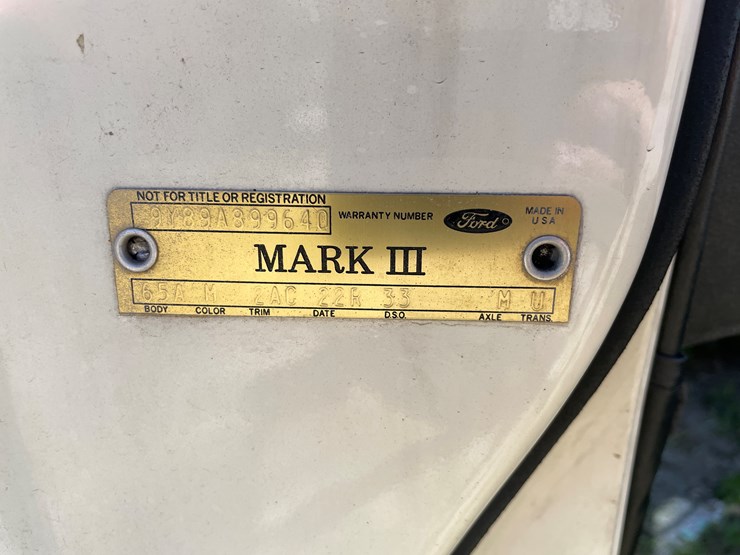 NOT FOR TITLE OR REGISTRATION
9Y89A899640 WARRANTY NUMBER Ford MADE IN
U S A
MARK III
65A M 2AC 22R 33 M U
BODY COLOR TRIM DATE D.S.O. AXLE TRANS